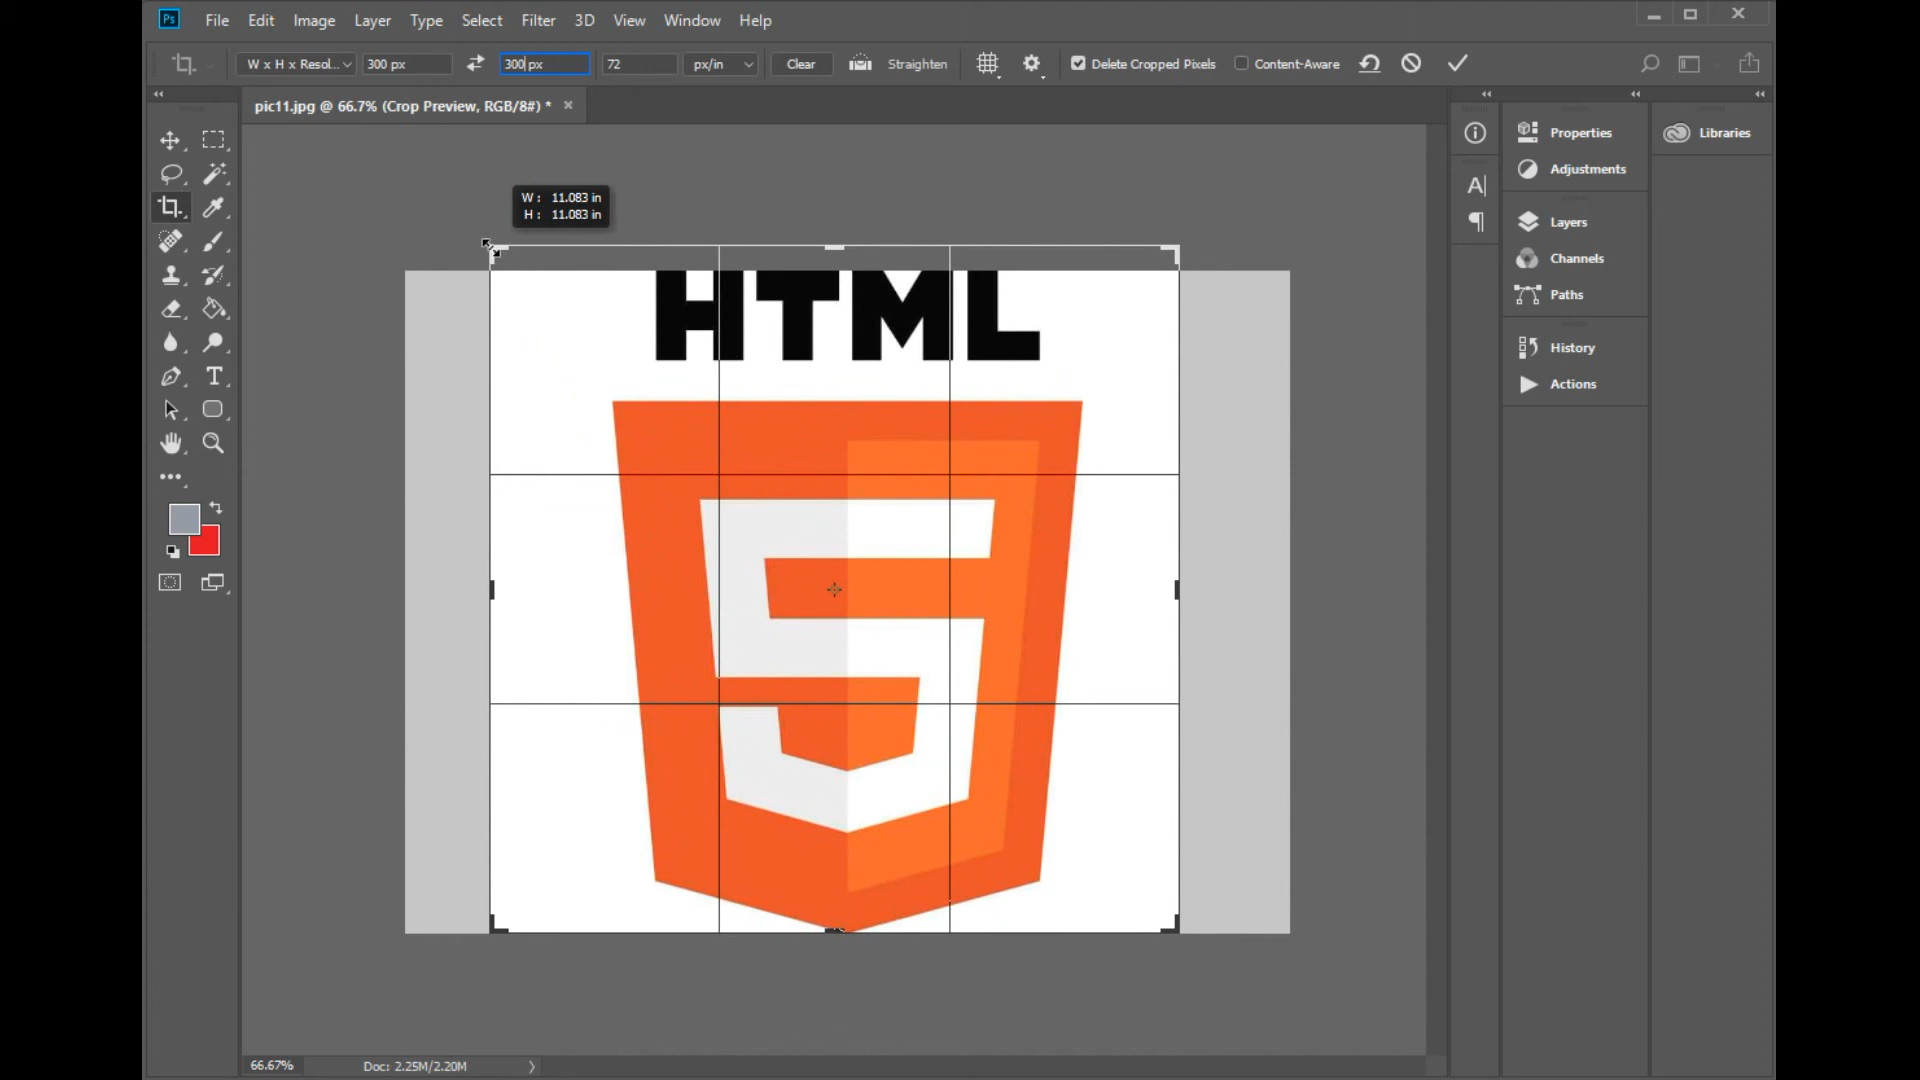 Ps File Edit Image Layer Type Select Filter 3D View Window Help
W x H x Resol... 300 px 300 px 72 px/in Clear Straighten Delete Cropped Pixels Content-Aware
pic11.jpg @ 66.7% (Crop Preview, RGB/8#) * ×
Properties
Libraries
Adjustments
Layers
Channels
Paths
History
Actions
W : 11.083 in
H : 11.083 in
HTML
5
66.67% Doc: 2.25M/2.20M